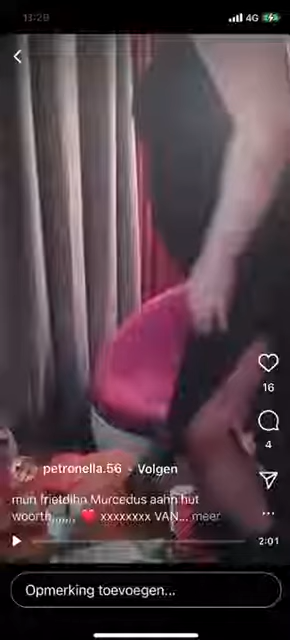 13:29
4G
16
4
petronella.56 · Volgen
mun frietdihn Murcedus aahn hut
woorth,,,,,,, ❤️ xxxxxxxx VAN... meer
2:01
Opmerking toevoegen...